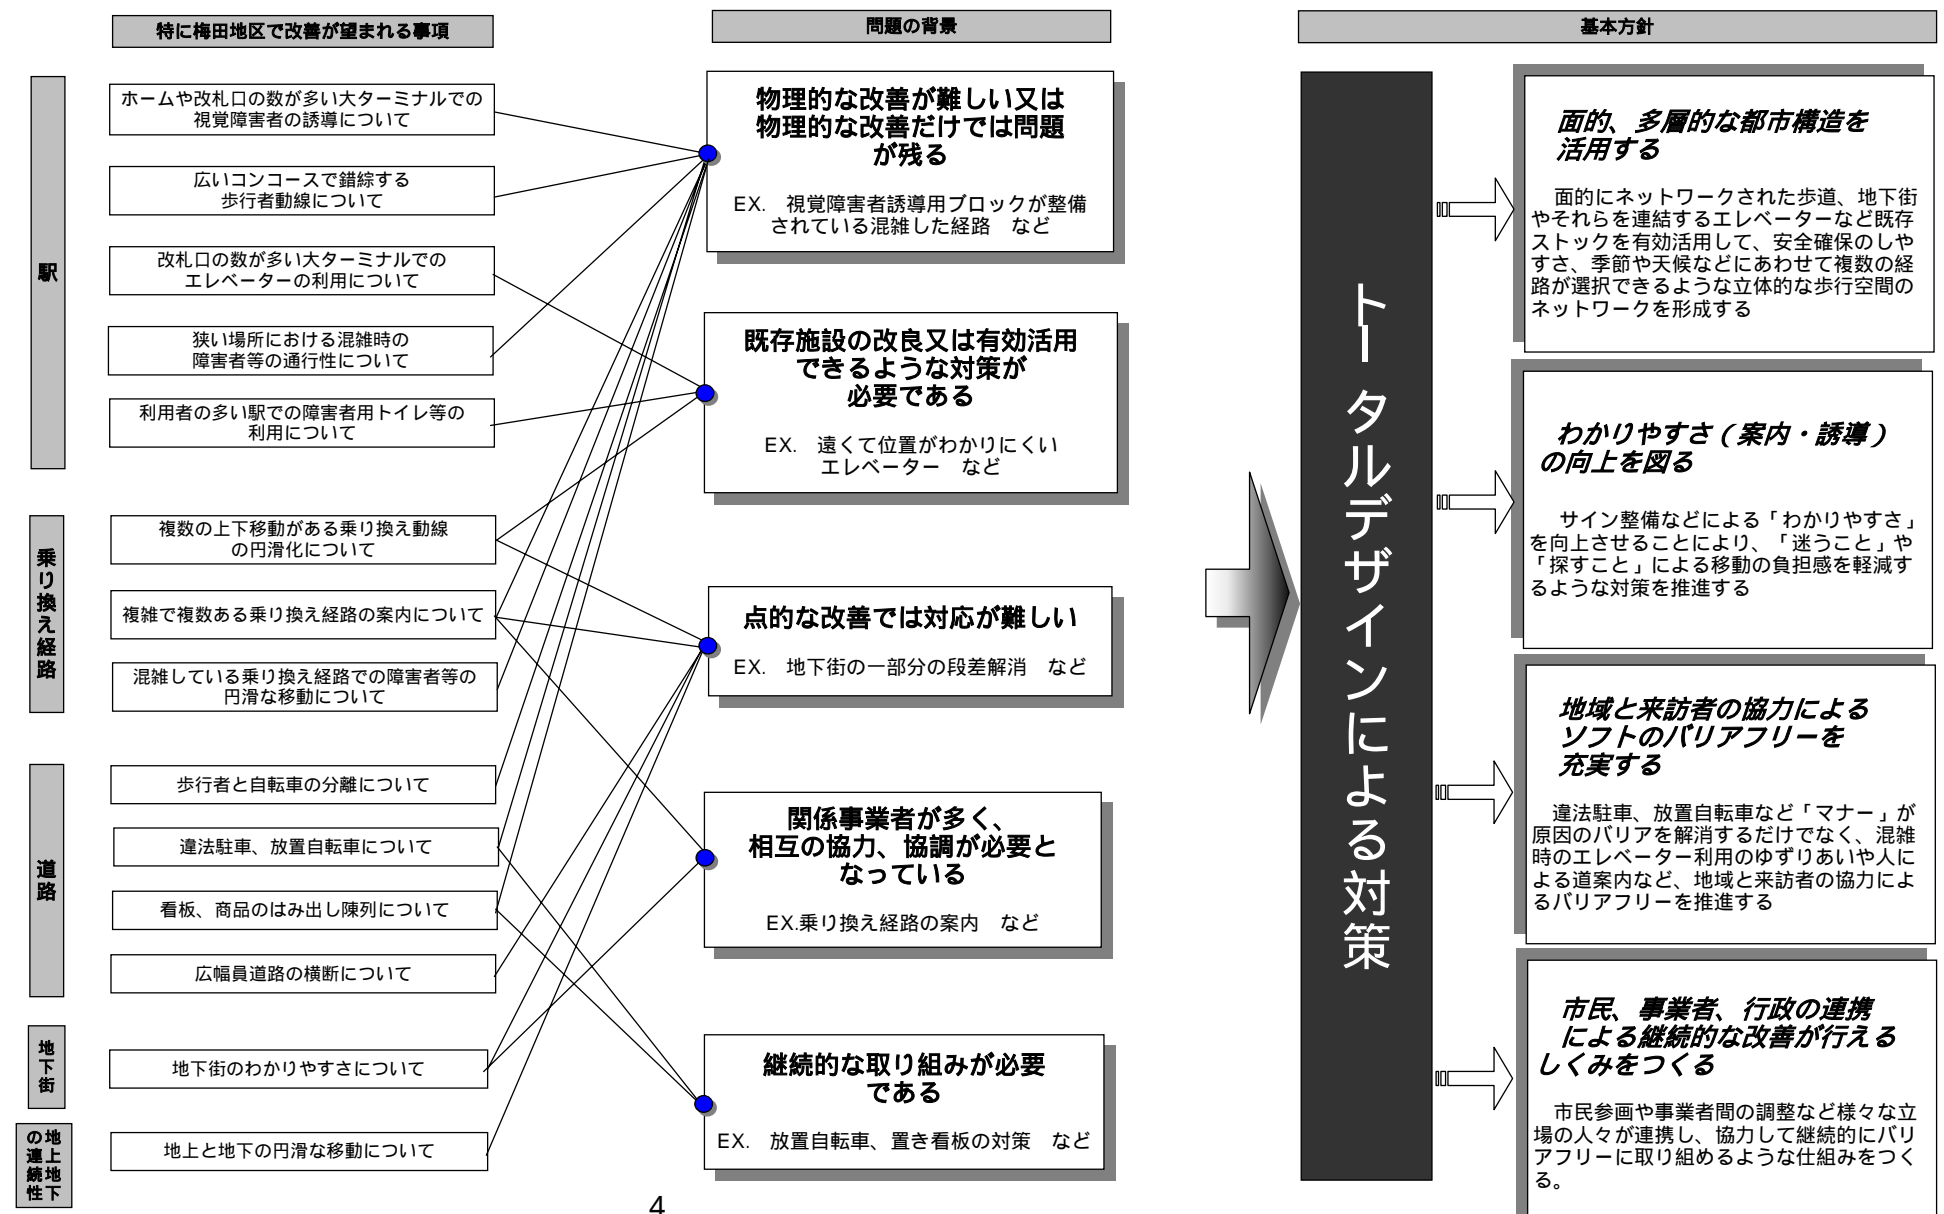 特に梅田地区で改善が望まれる事項
問題の背景
基本方針
駅
ホームや改札口の数が多い大ターミナルでの
視覚障害者の誘導について
広いコンコースで錯綜する
歩行者動線について
改札口の数が多い大ターミナルでの
エレベーターの利用について
狭い場所における混雑時の
障害者等の通行性について
利用者の多い駅での障害者用トイレ等の
利用について
乗り換え経路
複数の上下移動がある乗り換え動線
の円滑化について
複雑で複数ある乗り換え経路の案内について
混雑している乗り換え経路での障害者等の
円滑な移動について
道路
歩行者と自転車の分離について
違法駐車、放置自転車について
看板、商品のはみ出し陳列について
広幅員道路の横断について
地下街
地下街のわかりやすさについて
地上地下
の連続性
地上と地下の円滑な移動について
物理的な改善が難しい又は
物理的な改善だけでは問題
が残る
EX. 視覚障害者誘導用ブロックが整備
されている混雑した経路 など
既存施設の改良又は有効活用
できるような対策が
必要である
EX. 遠くて位置がわかりにくい
エレベーター など
点的な改善では対応が難しい
EX. 地下街の一部分の段差解消 など
関係事業者が多く、
相互の協力、協調が必要と
なっている
EX.乗り換え経路の案内 など
継続的な取り組みが必要
である
EX. 放置自転車、置き看板の対策 など
トータルデザインによる対策
面的、多層的な都市構造を
活用する
面的にネットワークされた歩道、地下街
やそれらを連結するエレベーターなど既存
ストックを有効活用して、安全確保のしや
すさ、季節や天候などにあわせて複数の経
路が選択できるような立体的な歩行空間の
ネットワークを形成する
わかりやすさ（案内・誘導）
の向上を図る
サイン整備などによる「わかりやすさ」
を向上させることにより、「迷うこと」や
「探すこと」による移動の負担感を軽減す
るような対策を推進する
地域と来訪者の協力による
ソフトのバリアフリーを
充実する
違法駐車、放置自転車など「マナー」が
原因のバリアを解消するだけでなく、混雑
時のエレベーター利用のゆずりあいや人に
よる道案内など、地域と来訪者の協力によ
るバリアフリーを推進する
市民、事業者、行政の連携
による継続的な改善が行える
しくみをつくる
市民参画や事業者間の調整など様々な立
場の人々が連携し、協力して継続的にバリ
アフリーに取り組めるような仕組みをつく
る。
4